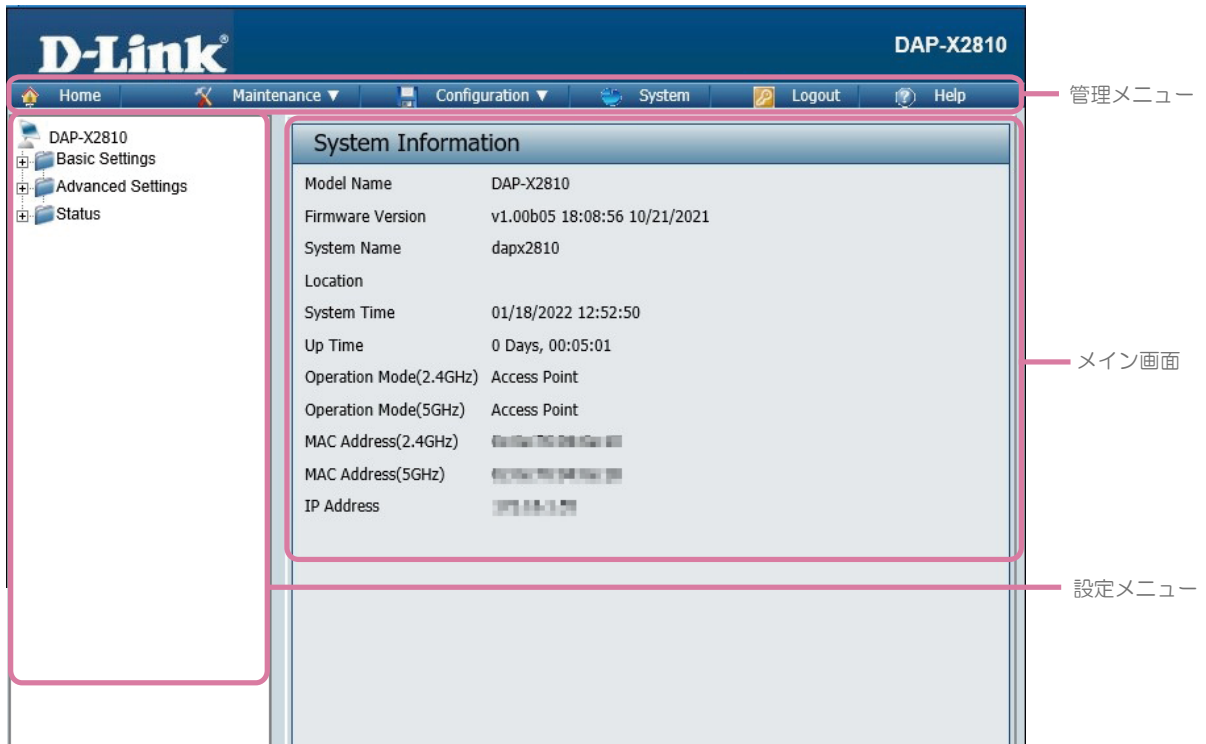 D-Link®
DAP-X2810
Home Maintenance ▼ Configuration ▼ System Logout Help
管理メニュー
DAP-X2810
Basic Settings
Advanced Settings
Status
System Information
Model Name DAP-X2810
Firmware Version v1.00b05 18:08:56 10/21/2021
System Name dapx2810
Location
System Time 01/18/2022 12:52:50
Up Time 0 Days, 00:05:01
Operation Mode(2.4GHz) Access Point
Operation Mode(5GHz) Access Point
MAC Address(2.4GHz)
MAC Address(5GHz)
IP Address
メイン画面
設定メニュー